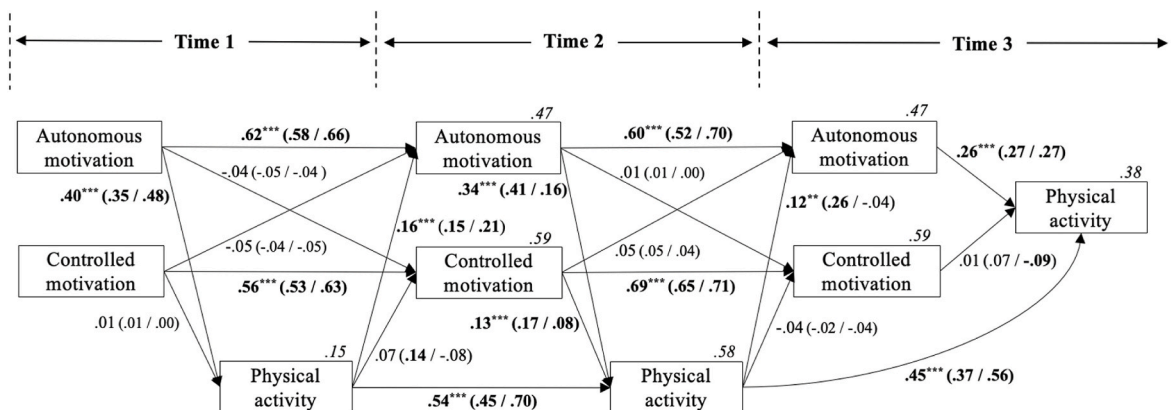 Time 1 Time 2 Time 3
.47 .47
Autonomous motivation
.62*** (.58 / .66)
Autonomous motivation
.60*** (.52 / .70)
Autonomous motivation
.26*** (.27 / .27)
-.04 (-.05 / -.04 )
.01 (.01 / .00)
.38
.40*** (.35 / .48)
.34*** (.41 / .16)
.12** (.26 / -.04)
Physical activity
.16*** (.15 / .21)
.59 .59
-.05 (-.04 / -.05)
.05 (.05 / .04)
Controlled motivation
Controlled motivation
Controlled motivation
.01 (.07 / -.09)
.56*** (.53 / .63)
.69*** (.65 / .71)
.01 (.01 / .00)
.13*** (.17 / .08)
-.04 (-.02 / -.04)
.15
.07 (.14 / -.08)
.58
Physical activity
Physical activity
.45*** (.37 / .56)
.54*** (.45 / .70)